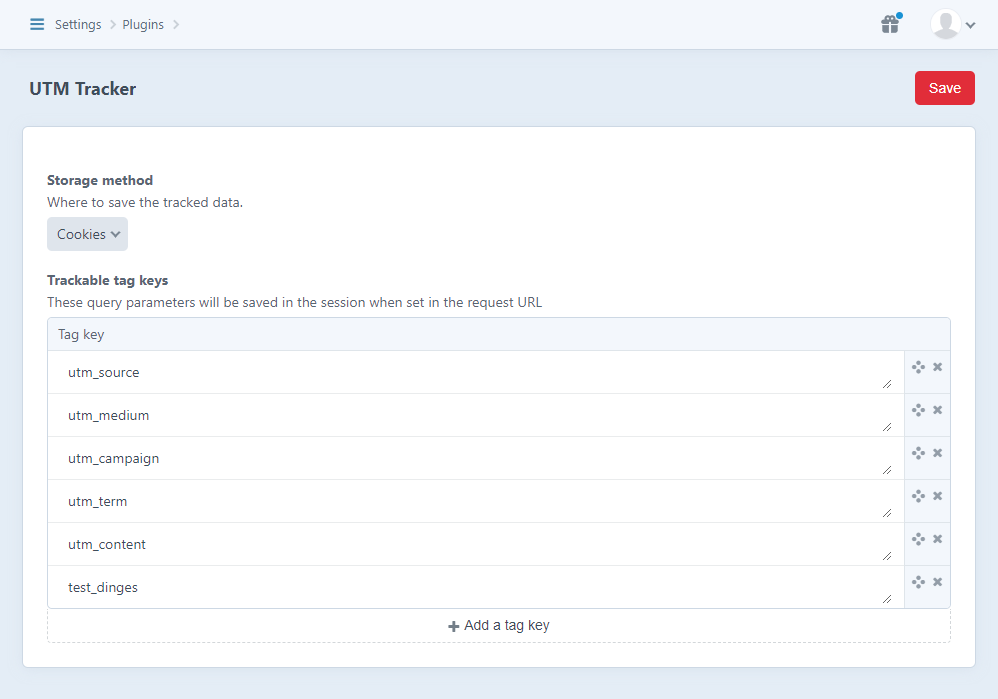 Settings Plugins
UTM Tracker
Save
Storage method
Where to save the tracked data.
Cookies
Trackable tag keys
These query parameters will be saved in the session when set in the request URL
Tag key
utm_source
utm_medium
utm_campaign
utm_term
utm_content
test_dinges
Add a tag key